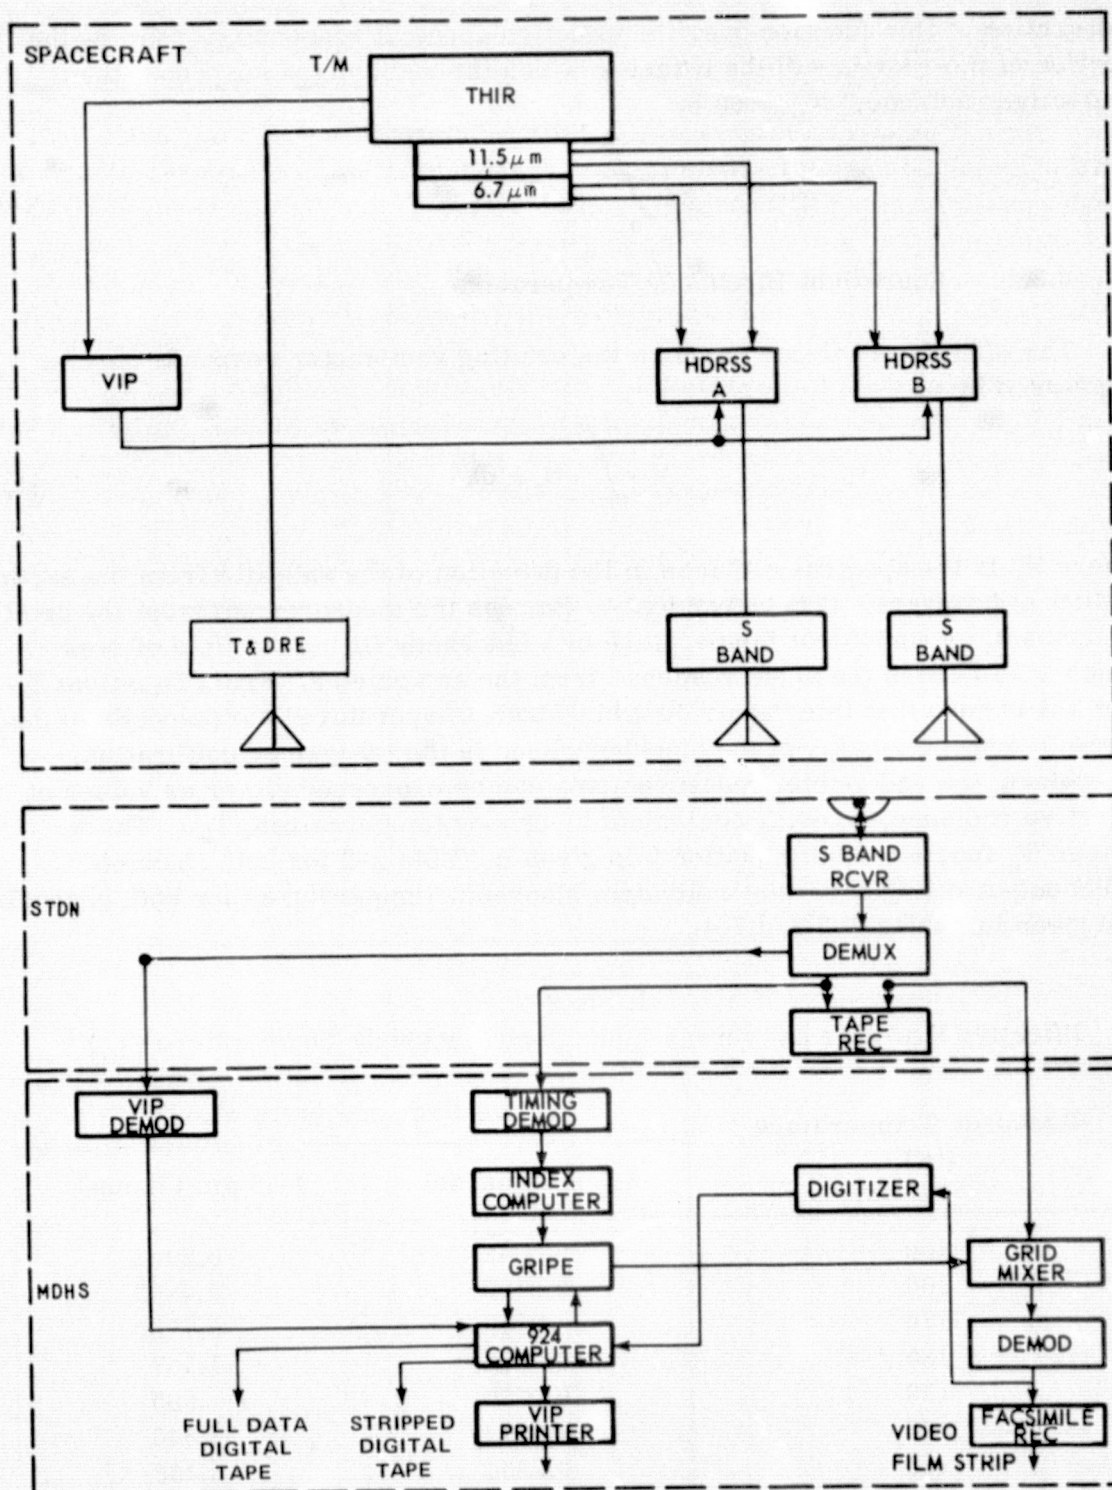 SPACECRAFT
T/M
THIR
11.5 μm
6.7 μm
VIP
HDRSS
A
HDRSS
B
T & DRE
S
BAND
S
BAND
STDN
S BAND
RCVR
DEMUX
TAPE
REC
MDHS
VIP
DEMOD
TIMING
DEMOD
INDEX
COMPUTER
DIGITIZER
GRIPE
GRID
MIXER
924
COMPUTER
DEMOD
FULL DATA
DIGITAL
TAPE
STRIPPED
DIGITAL
TAPE
VIP
PRINTER
FACSIMILE
REC
VIDEO
FILM STRIP